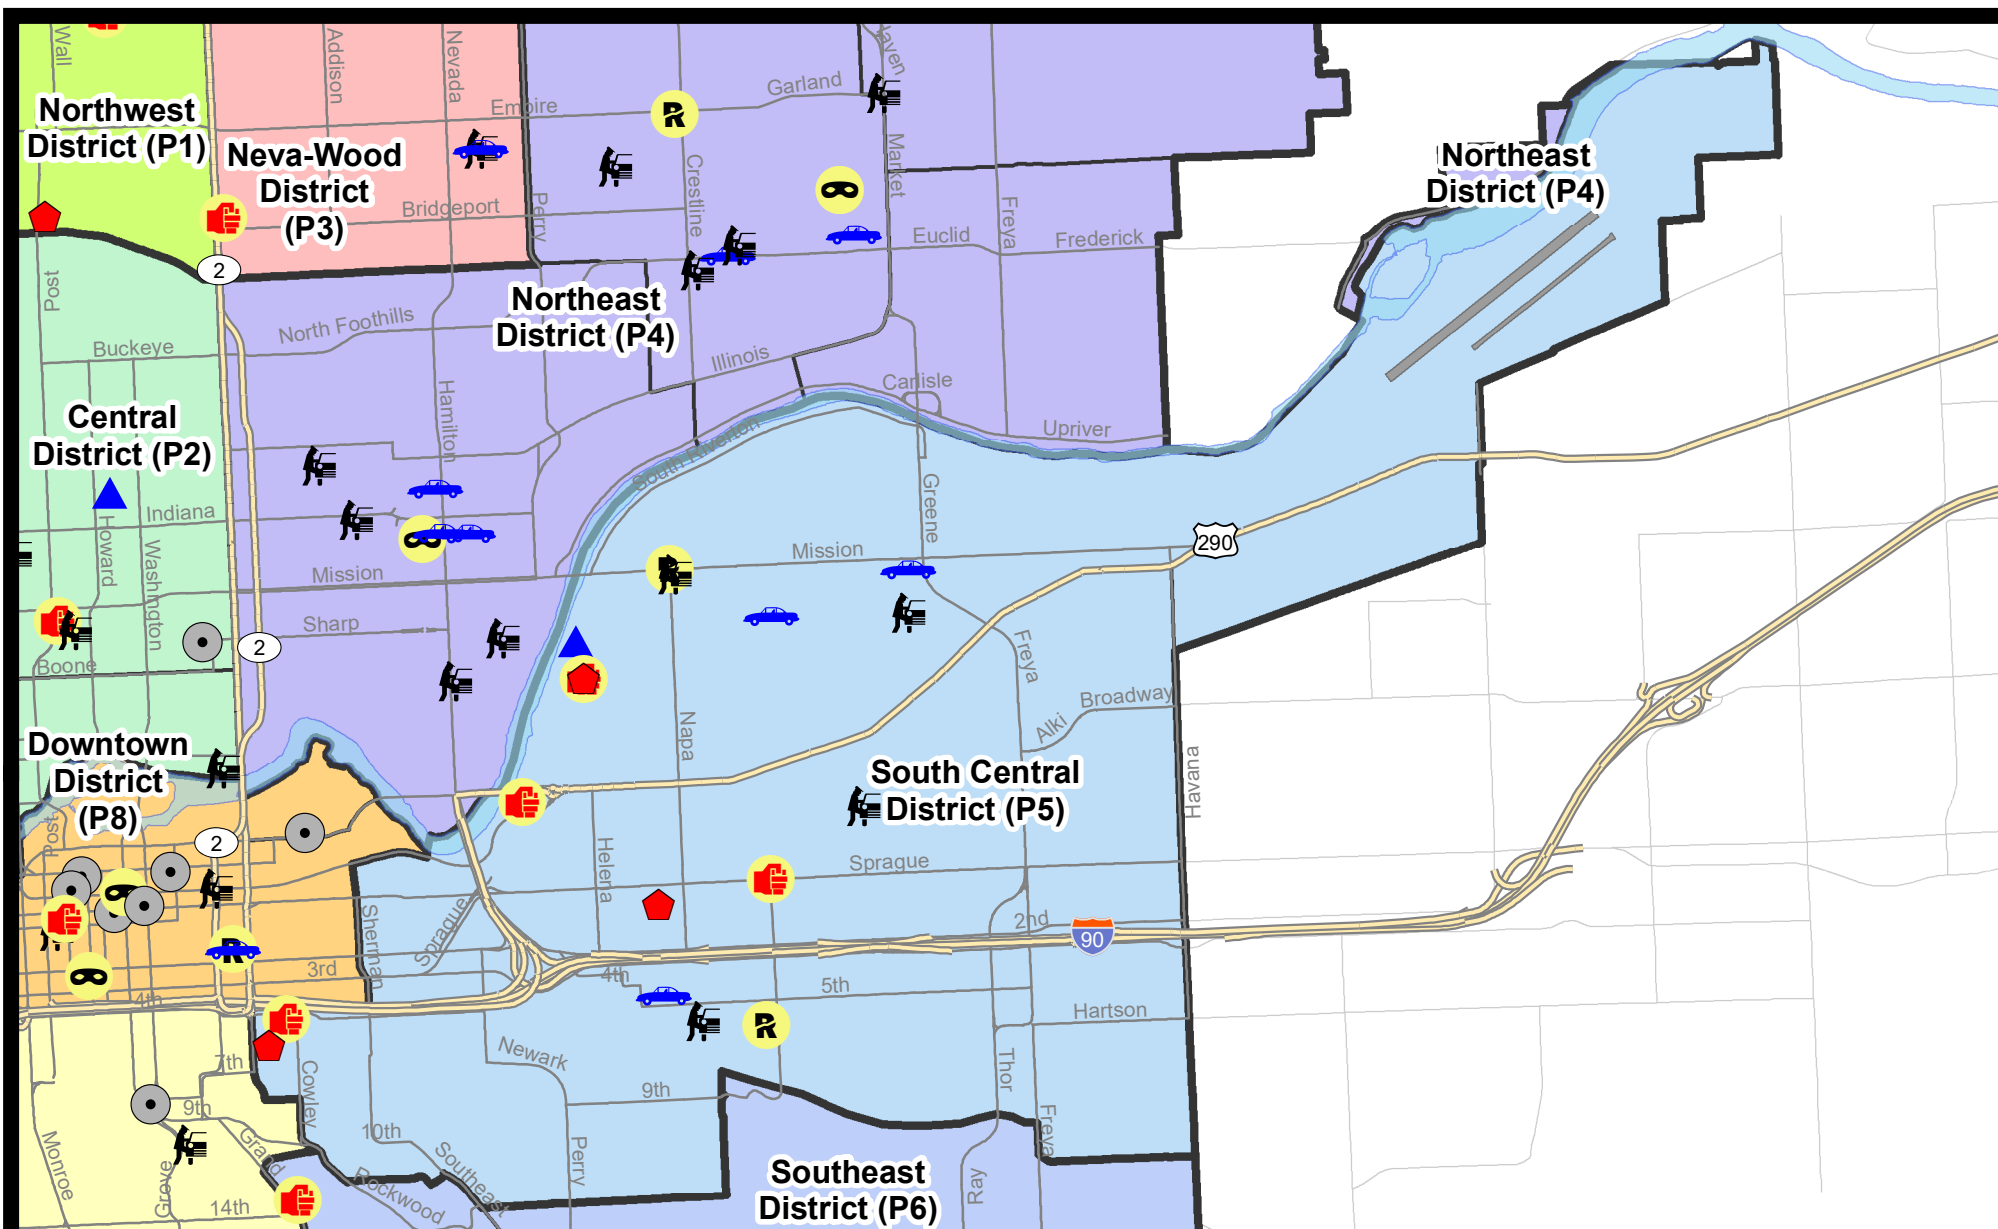 Wall
Addison
Nevada
Haven
Garland
Empire
Northwest
District (P1)
Neva-Wood
District
(P3)
Bridgeport
Perry
Crestline
Market
Freya
Euclid
Frederick
Northeast
District (P4)
2
Post
North Foothills
Northeast
District (P4)
Buckeye
Illinois
Carlisle
Hamilton
Upriver
South Riverton
Central
District (P2)
Indiana
Howard
Washington
Greene
290
Mission
Mission
Sharp
2
Boone
Freya
Broadway
Alki
Napa
Havana
Downtown
District
(P8)
South Central
District (P5)
Post
2
Helena
Sprague
Sherman
Sprague
2nd
90
R
R
R
3rd
4th
4th
5th
Hartson
7th
Cowley
Newark
9th
9th
Thor
Freya
10th
Grand
Southeast
Perry
Monroe
Grove
Rockwood
14th
Ray
Southeast
District (P6)